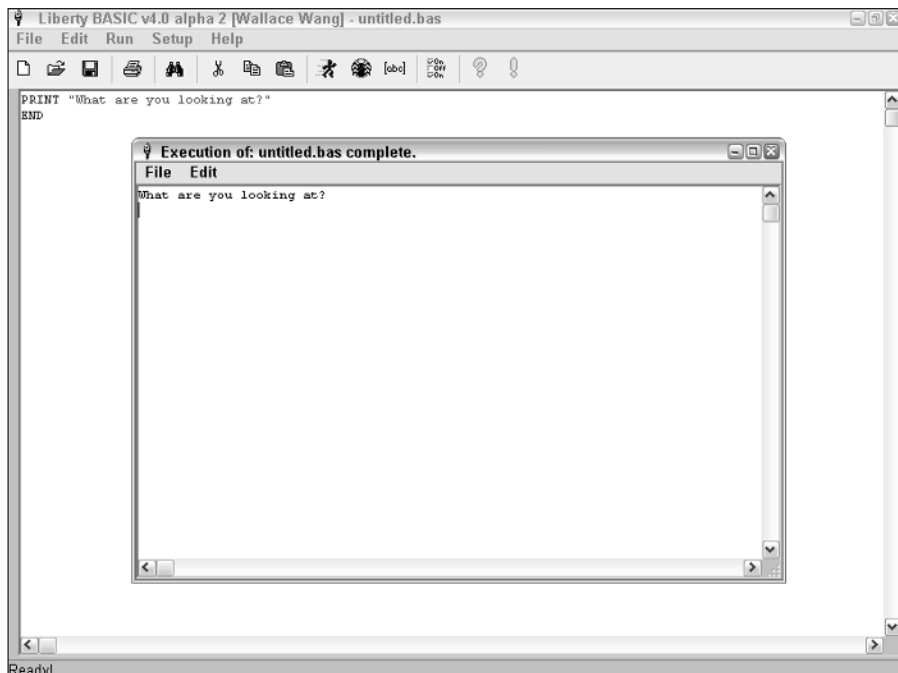 Liberty BASIC v4.0 alpha 2 [Wallace Wang] - untitled.bas
File Edit Run Setup Help
[abc]
PRINT "What are you looking at?"
END
Execution of: untitled.bas complete.
File Edit
What are you looking at?
Ready!